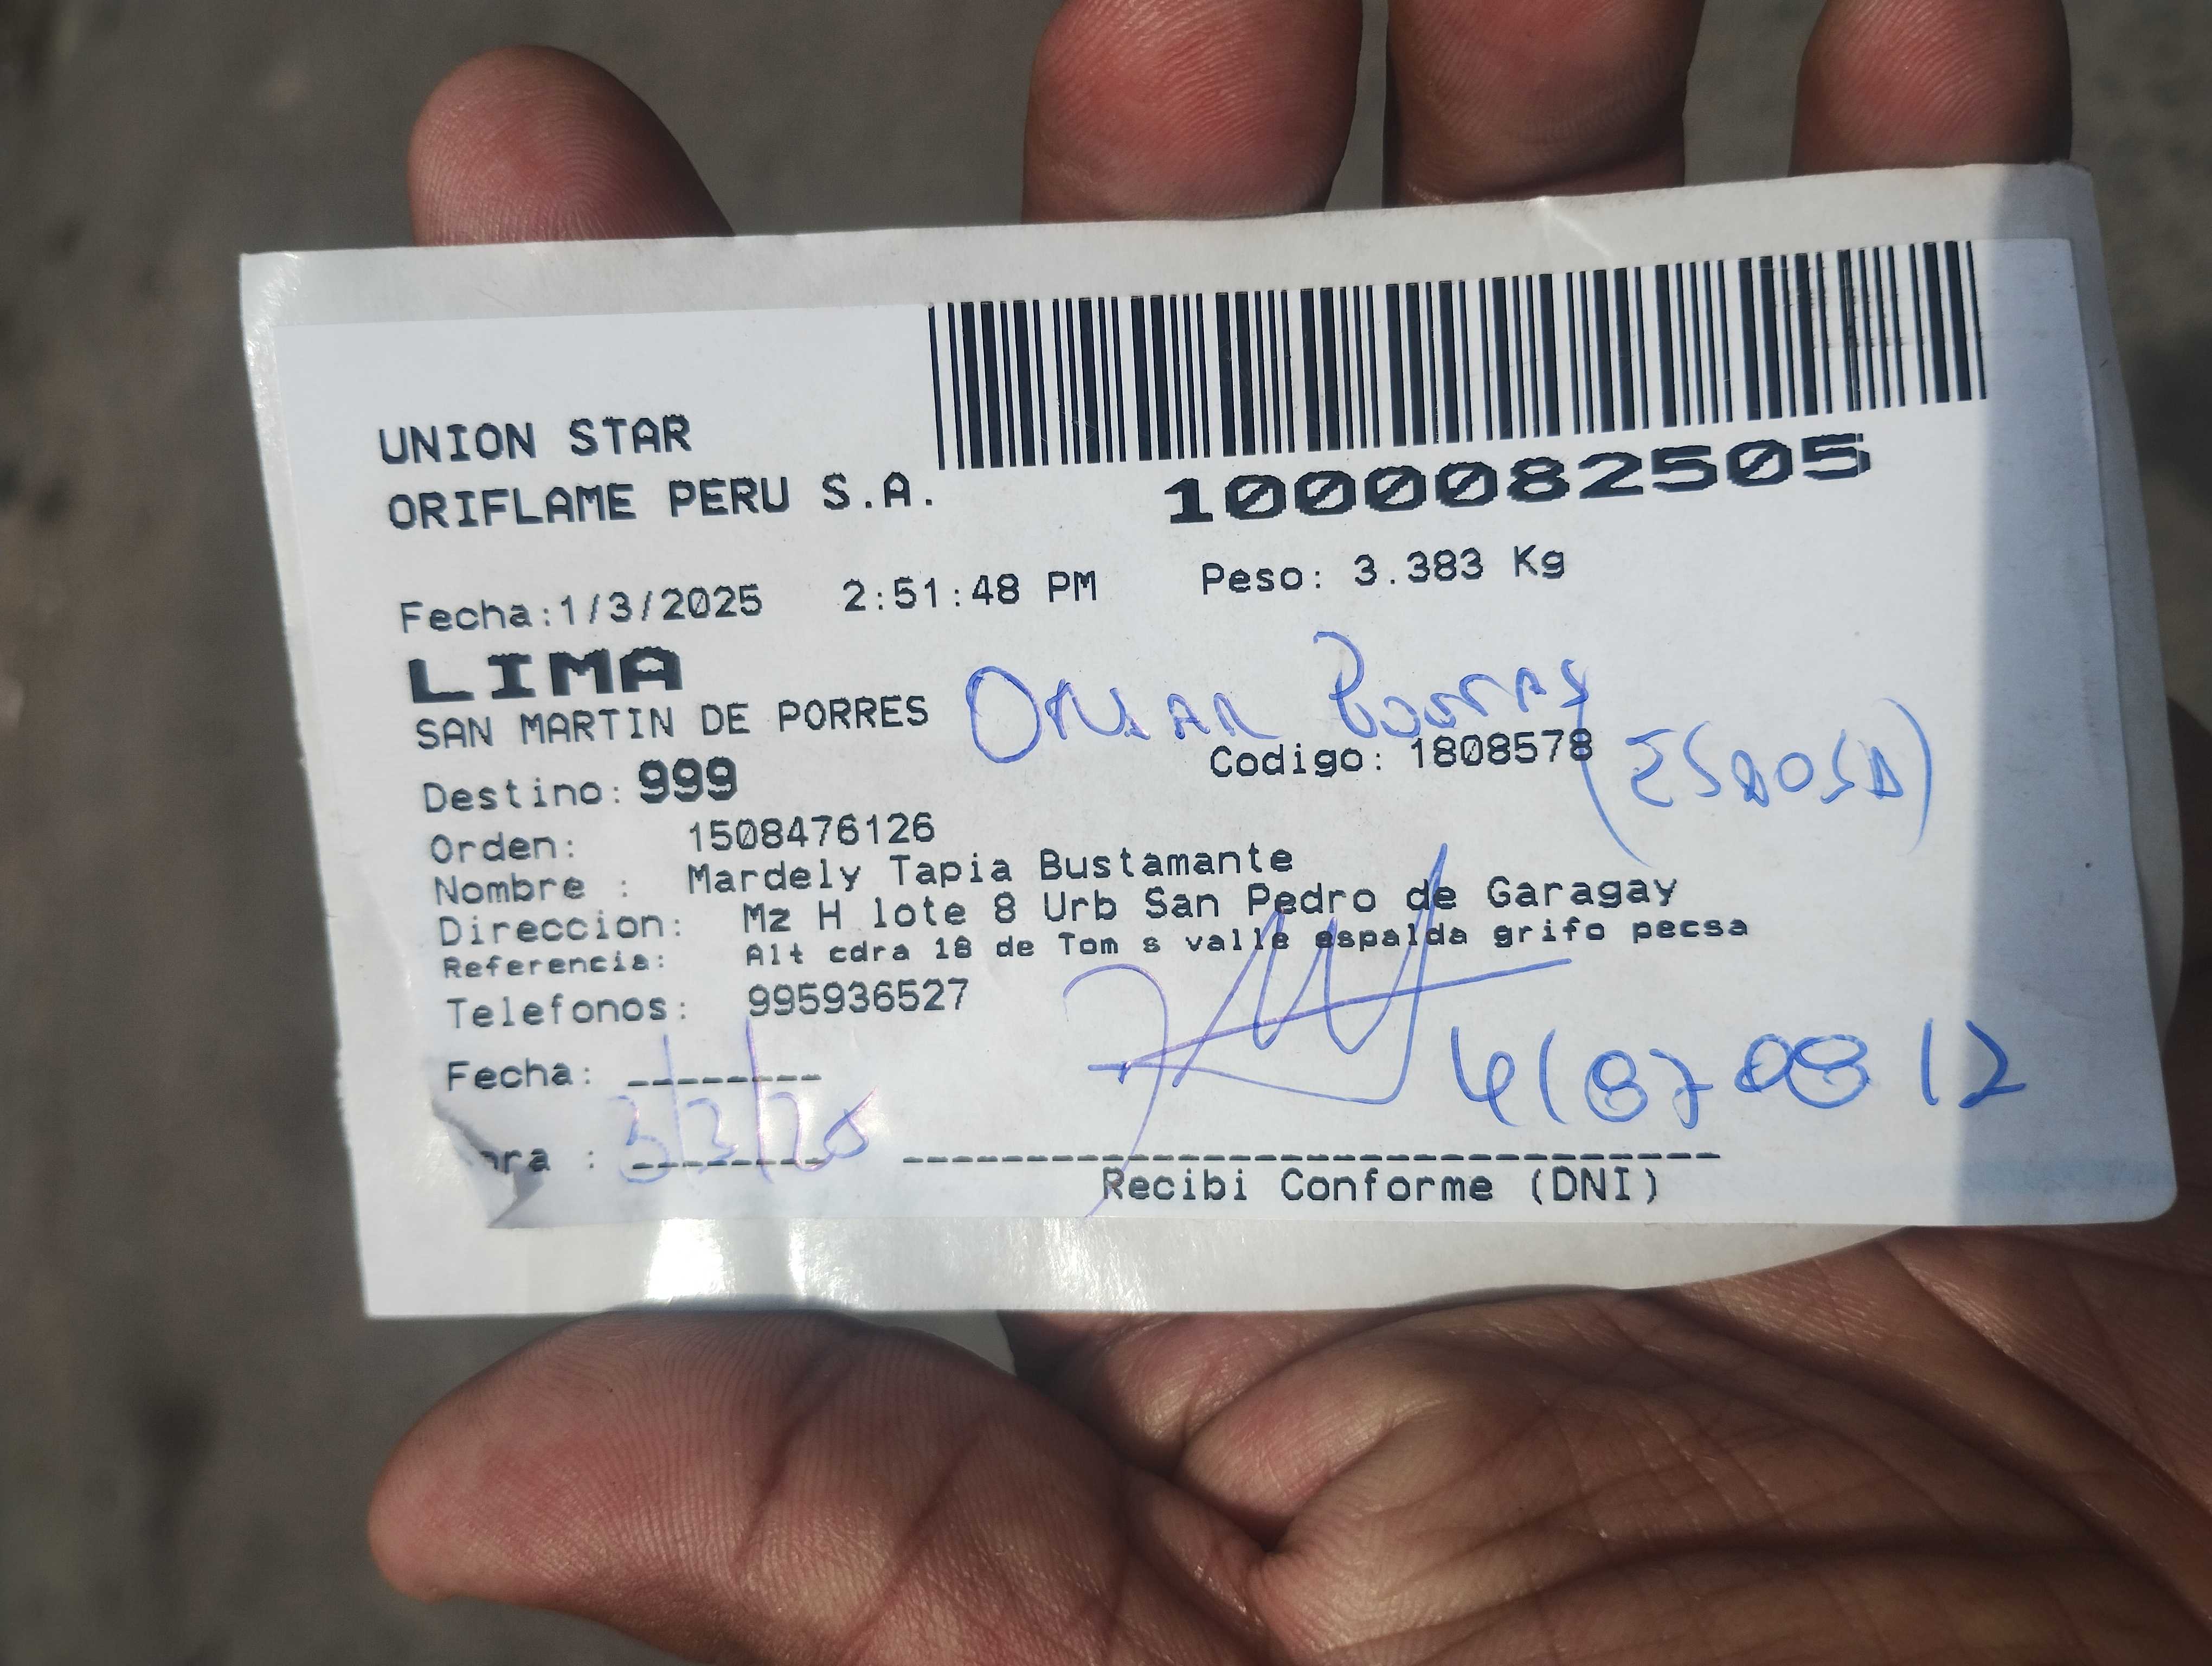 UNION STAR
ORIFLAME PERU S.A.
1000082505
Fecha:1/3/2025 2:51:48 PM Peso: 3.383 Kg
LIMA
SAN MARTIN DE PORRES
OMAR
Codigo: 1808578
(ESPOSA)
Destino: 999
Orden: 1508476126
Nombre : Mardely Tapia Bustamante
Direccion: Mz H lote 8 Urb San Pedro de Garagay
Referencia: Alt cdra 18 de Tom s valle espalda grifo pecsa
Telefonos: 995936527
Fecha:
ora :
Recibi Conforme (DNI)